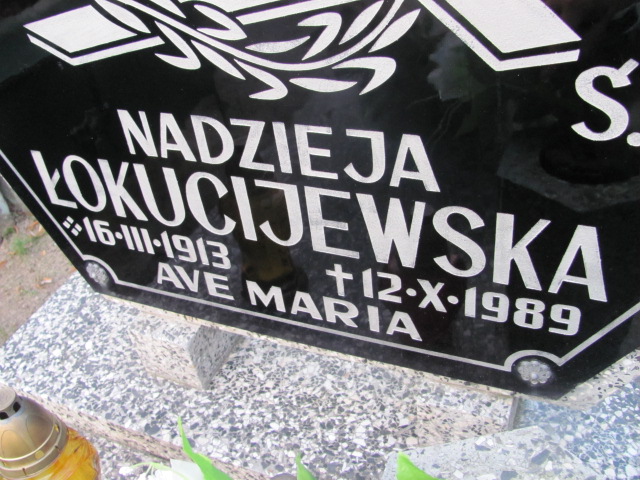 Ś.
NADZIEJA
ŁOKUCIJEWSKA
16·III·1913 †12·X·1989
AVE MARIA